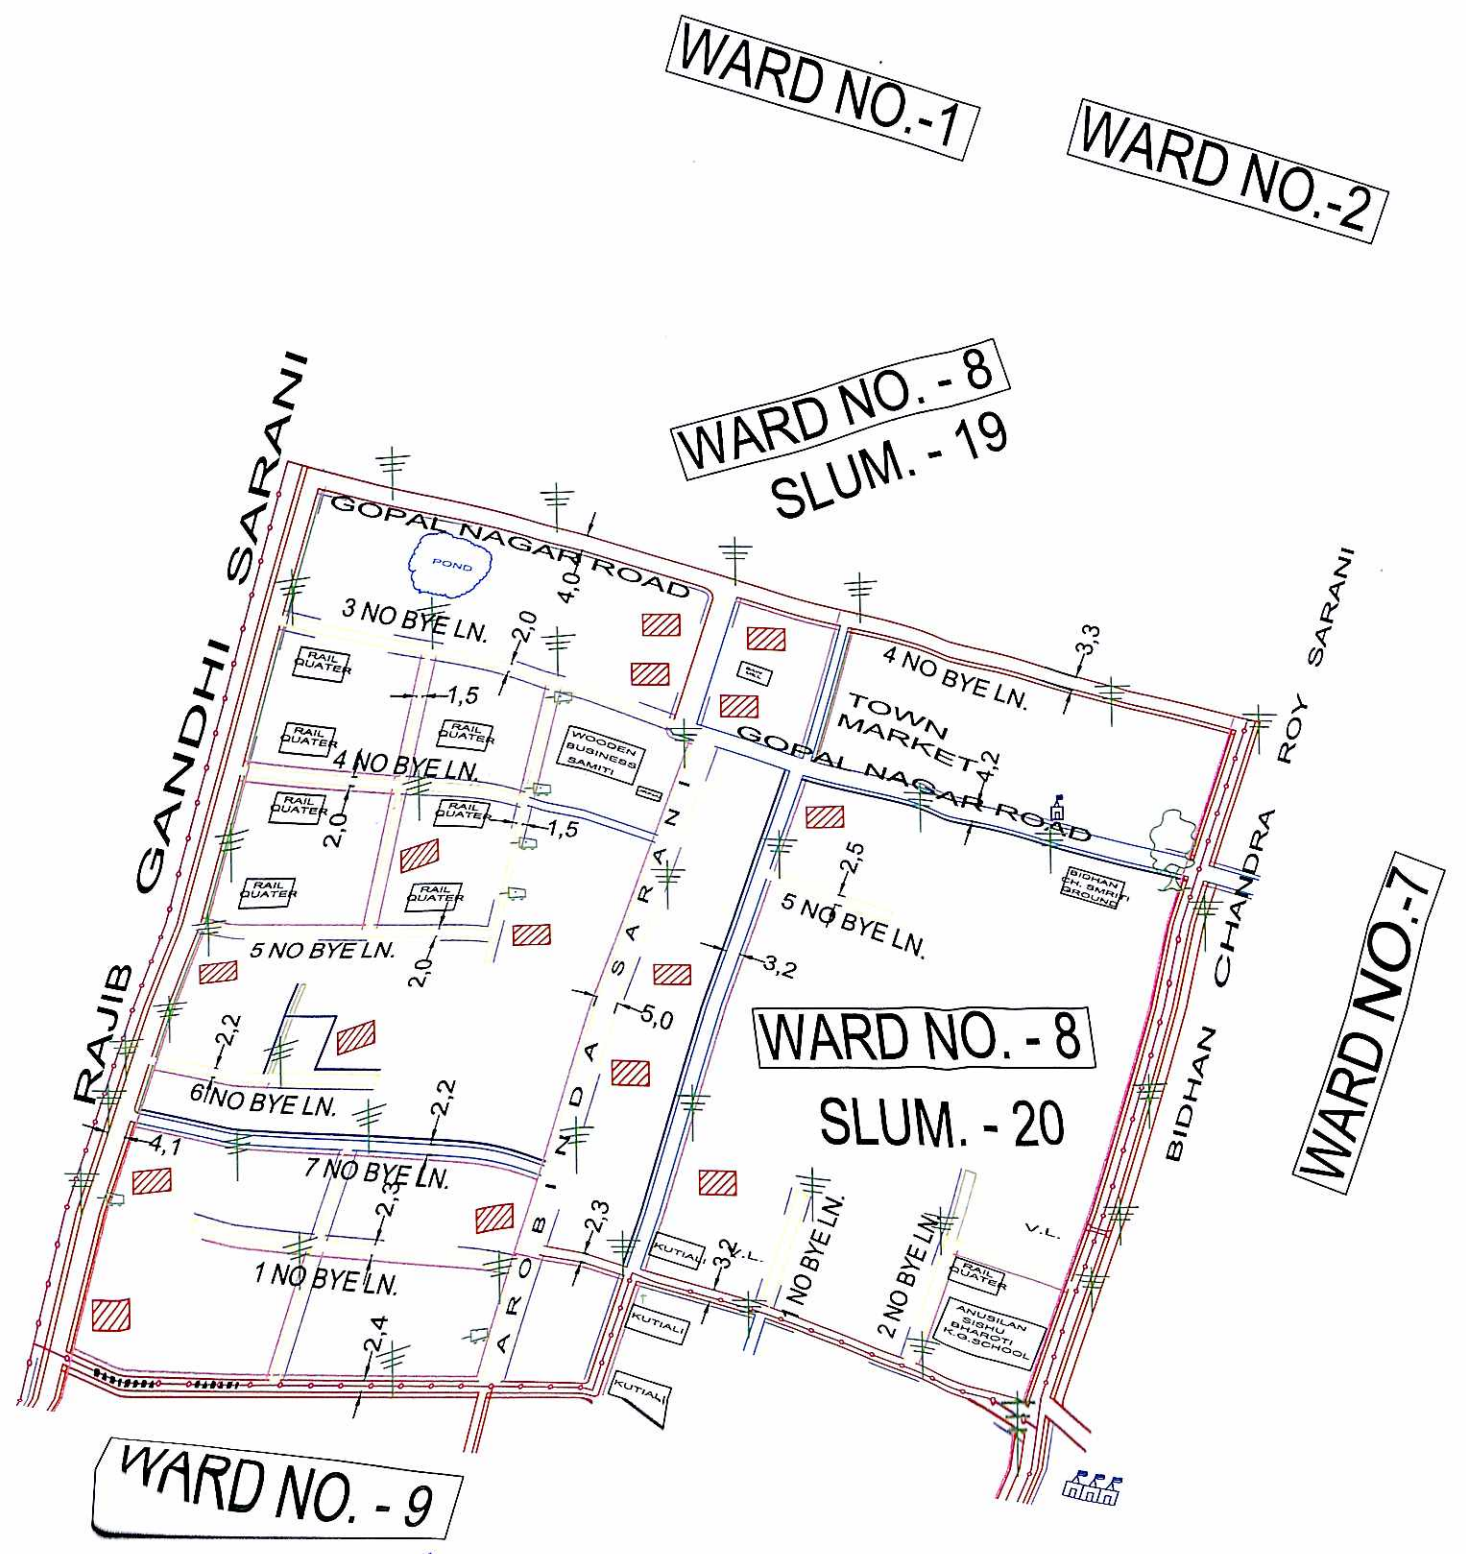 WARD NO.-1
WARD NO.-2
WARD NO. - 8
SLUM. - 19
RAJIB GANDHI SARANI
GOPAL NAGAR ROAD
POND
4,0
3 NO BYE LN.
2,0
RAIL
QUATER
1,5
RAIL
QUATER
RAIL
QUATER
WOODEN
BUSINESS
SAMITI
4 NO BYE LN.
2,0
RAIL
QUATER
RAIL
QUATER
1,5
RAIL
QUATER
RAIL
QUATER
5 NO BYE LN.
2,0
3,3
4 NO BYE LN.
TOWN
MARKET
4,2
GOPAL NAGAR ROAD
BIDHAN
CH. SMRITI
GROUND
2,5
5 NO BYE LN.
3,2
BIDHAN CHANDRA ROY SARANI
WARD NO.-7
AROBINDA SARANI
5,0
WARD NO. - 8
SLUM. - 20
2,2
6 NO BYE LN.
2,2
4,1
7 NO BYE LN.
2,3
1 NO BYE LN.
2,4
2,3
KUTIALI
V.L.
3,2
1 NO BYE LN.
2 NO BYE LN.
V.L.
RAIL
QUATER
ANUSILAN
SISHU
BHAROTI
K.G.SCHOOL
KUTIALI
KUTIALI
WARD NO. - 9